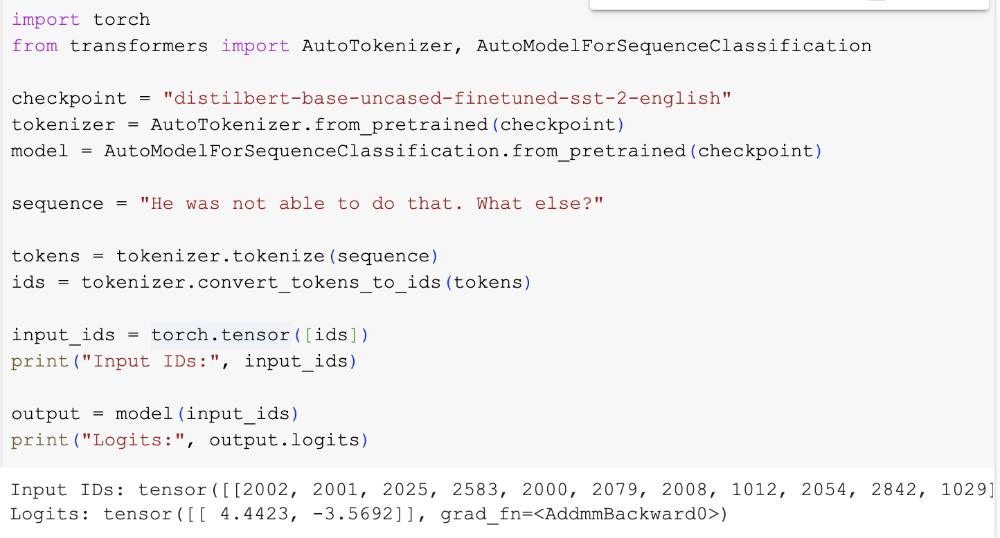 import torch
from transformers import AutoTokenizer, AutoModelForSequenceClassification
checkpoint = "distilbert-base-uncased-finetuned-sst-2-english"
tokenizer = AutoTokenizer.from_pretrained(checkpoint)
model = AutoModelForSequenceClassification.from_pretrained(checkpoint)
sequence = "He was not able to do that. What else?"
tokens = tokenizer.tokenize(sequence)
ids = tokenizer.convert_tokens_to_ids(tokens)
input_ids = torch.tensor([ids])
print("Input IDs:", input_ids)
output = model(input_ids)
print("Logits:", output.logits)
Input IDs: tensor([[2002, 2001, 2025, 2583, 2000, 2079, 2008, 1012, 2054, 2842, 1029]
Logits: tensor([[ 4.4423, -3.5692]], grad_fn=<AddmmBackward0>)